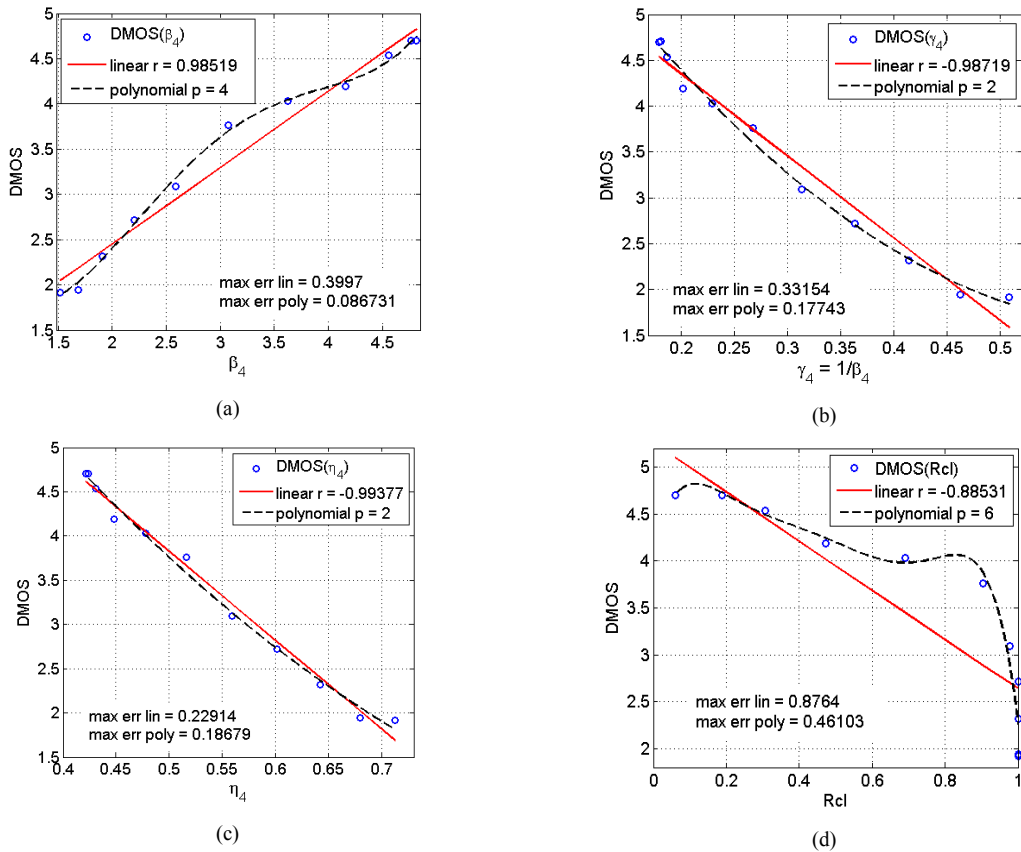 DMOS(β₄)
linear r = 0.98519
polynomial p = 4
5
4.5
4
3.5
3
2.5
2
1.5
DMOS
max err lin = 0.3997
max err poly = 0.086731
1.5 2 2.5 3 3.5 4 4.5
β₄
(a)
DMOS(γ₄)
linear r = -0.98719
polynomial p = 2
5
4.5
4
3.5
3
2.5
2
1.5
DMOS
max err lin = 0.33154
max err poly = 0.17743
0.2 0.25 0.3 0.35 0.4 0.45 0.5
γ₄ = 1/β₄
(b)
DMOS(η₄)
linear r = -0.99377
polynomial p = 2
5
4.5
4
3.5
3
2.5
2
1.5
DMOS
max err lin = 0.22914
max err poly = 0.18679
0.4 0.45 0.5 0.55 0.6 0.65 0.7
η₄
(c)
DMOS(Rcl)
linear r = -0.88531
polynomial p = 6
5
4.5
4
3.5
3
2.5
2
DMOS
max err lin = 0.8764
max err poly = 0.46103
0 0.2 0.4 0.6 0.8 1
Rcl
(d)